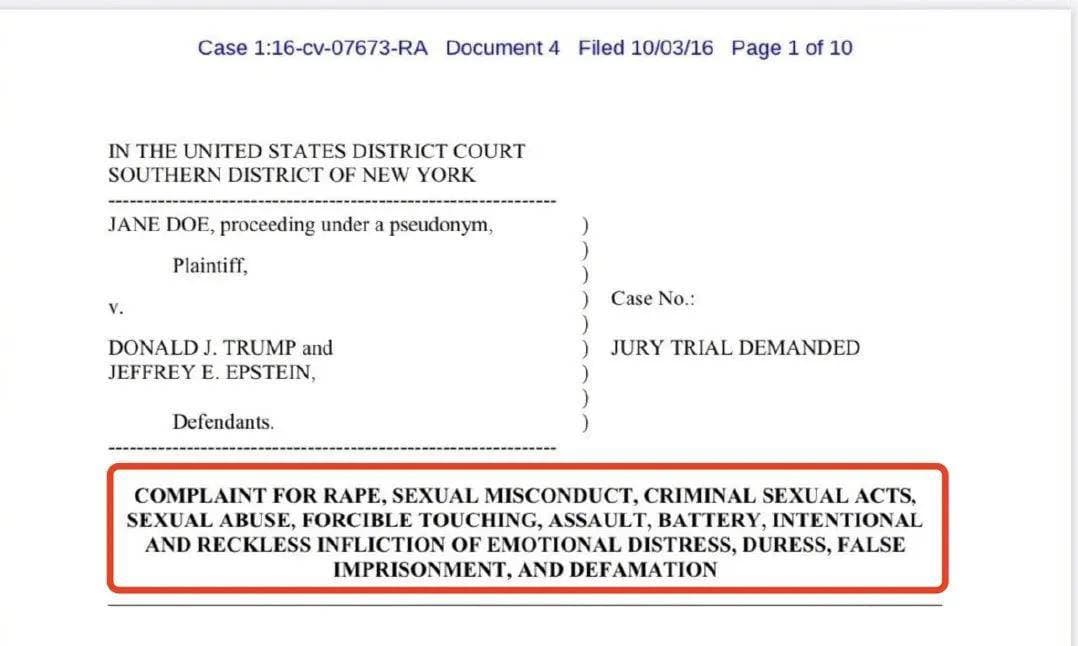 Case 1:16-cv-07673-RA Document 4 Filed 10/03/16 Page 1 of 10
IN THE UNITED STATES DISTRICT COURT
SOUTHERN DISTRICT OF NEW YORK
----------------------------------------------------------------
JANE DOE, proceeding under a pseudonym, )
)
Plaintiff, )
)
v. ) Case No.:
)
DONALD J. TRUMP and ) JURY TRIAL DEMANDED
JEFFREY E. EPSTEIN, )
)
Defendants. )
----------------------------------------------------------------
COMPLAINT FOR RAPE, SEXUAL MISCONDUCT, CRIMINAL SEXUAL ACTS,
SEXUAL ABUSE, FORCIBLE TOUCHING, ASSAULT, BATTERY, INTENTIONAL
AND RECKLESS INFLICTION OF EMOTIONAL DISTRESS, DURESS, FALSE
IMPRISONMENT, AND DEFAMATION